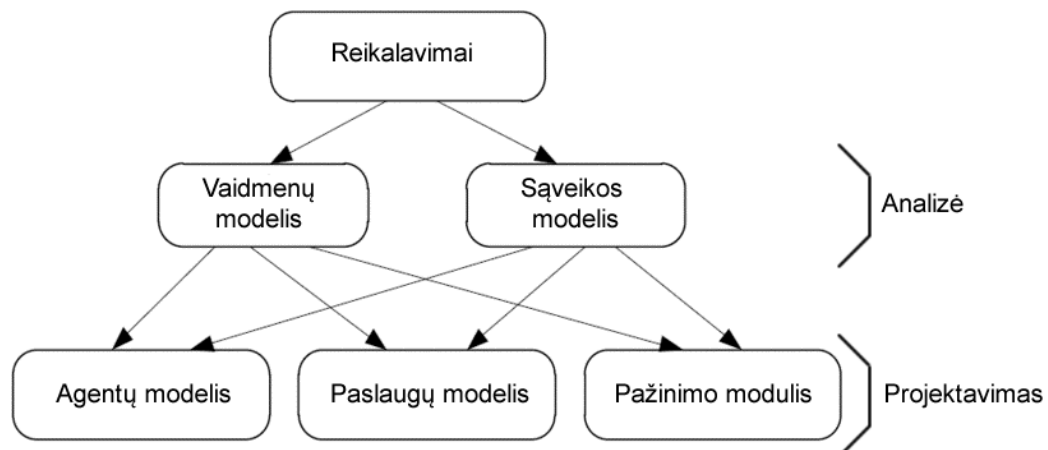 Reikalavimai
Vaidmenų
modelis
Sąveikos
modelis
Analizė
Agentų modelis
Paslaugų modelis
Pažinimo modulis
Projektavimas